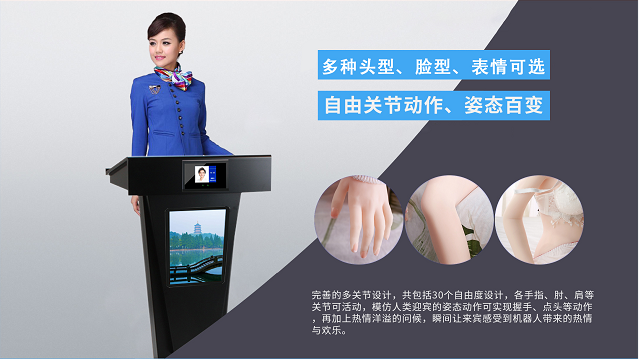 多种头型、脸型、表情可选
自由关节动作、姿态百变
完善的多关节设计，共包括30个自由度设计，各手指、肘、肩等
关节可活动，模仿人类迎宾的姿态动作可实现握手、点头等动作
，再加上热情洋溢的问候，瞬间让来宾感受到机器人带来的热情
与欢乐。